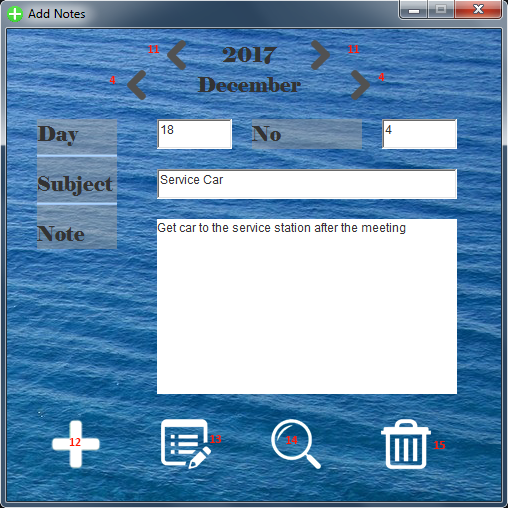 Add Notes
11 2017 11
4 December 4
Day 18 No 4
Subject Service Car
Note Get car to the service station after the meeting
12 13 14 15